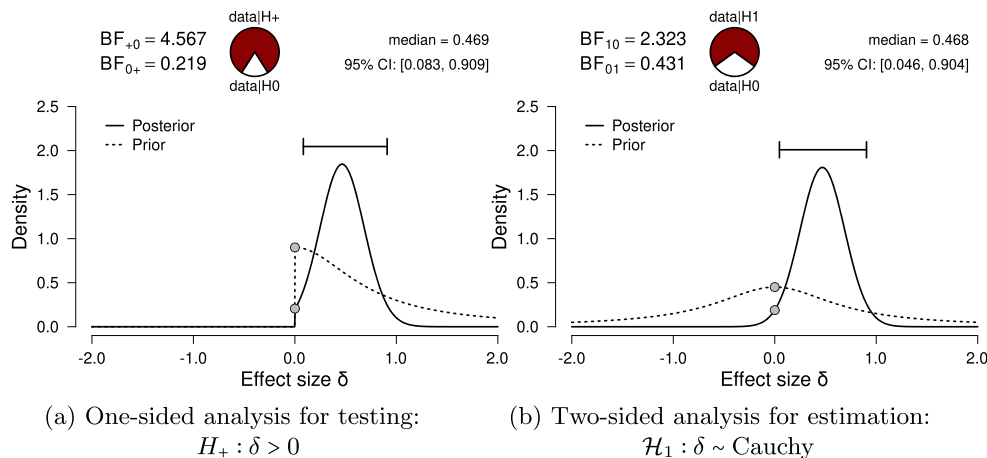 data|H+
BF+0 = 4.567
BF0+ = 0.219
median = 0.469
95% CI: [0.083, 0.909]
data|H0
2.5
2.0
1.5
1.0
0.5
0.0
Density
Posterior
Prior
-2.0 -1.0 0.0 1.0 2.0
Effect size δ
(a) One-sided analysis for testing:
H+ : δ > 0
data|H1
BF10 = 2.323
BF01 = 0.431
median = 0.468
95% CI: [0.046, 0.904]
data|H0
2.5
2.0
1.5
1.0
0.5
0.0
Density
Posterior
Prior
-2.0 -1.0 0.0 1.0 2.0
Effect size δ
(b) Two-sided analysis for estimation:
ℋ1 : δ ~ Cauchy